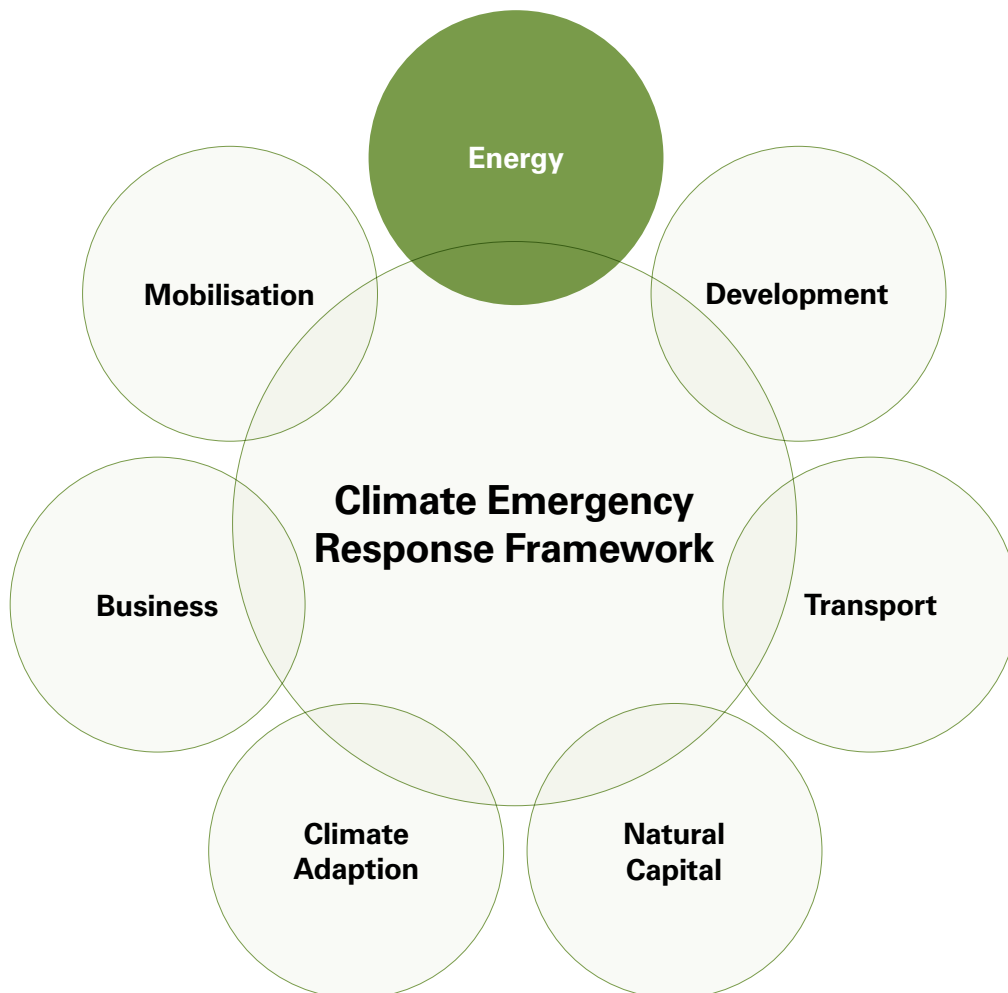 Energy
Mobilisation
Development
Climate Emergency
Response Framework
Business
Transport
Climate
Adaption
Natural
Capital